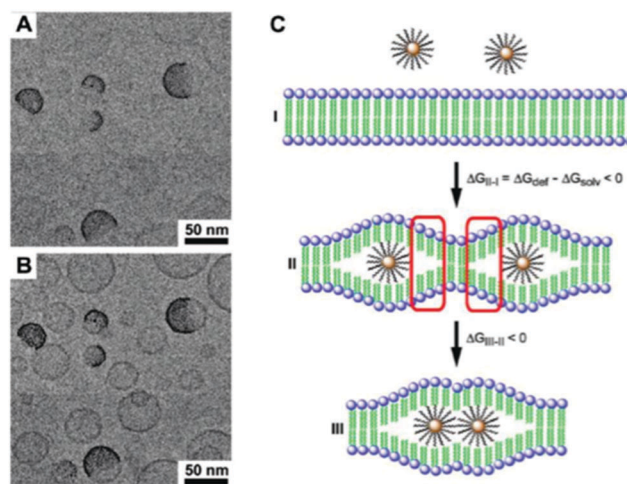 A
50 nm
B
50 nm
C
I
ΔG_II-I = ΔG_def - ΔG_solv < 0
II
ΔG_III-II < 0
III